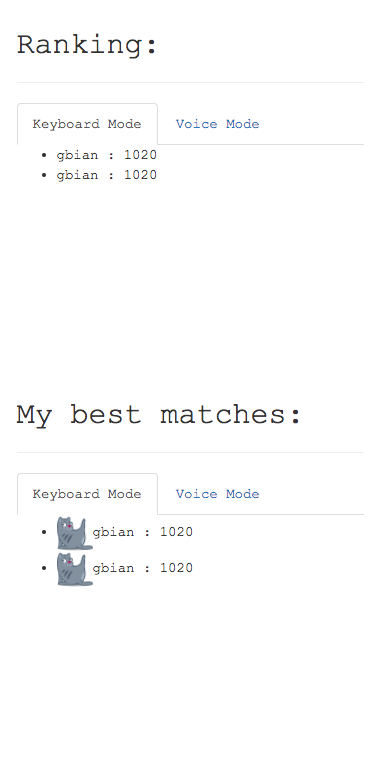 Ranking:
Keyboard Mode Voice Mode
• gbian : 1020
• gbian : 1020
My best matches:
Keyboard Mode Voice Mode
• gbian : 1020
• gbian : 1020